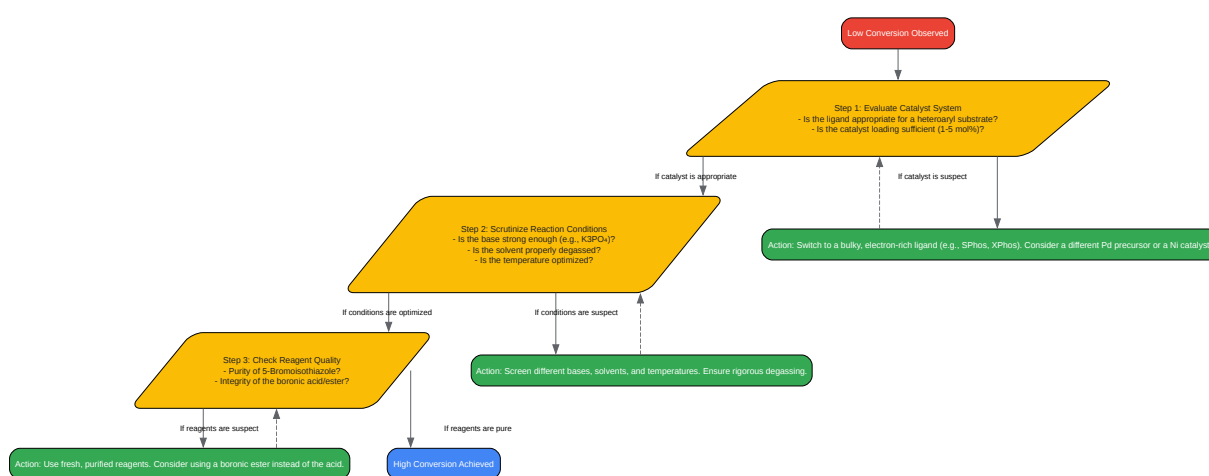 Low Conversion Observed
Step 1: Evaluate Catalyst System
- Is the ligand appropriate for a heteroaryl substrate?
- Is the catalyst loading sufficient (1-5 mol%)?
If catalyst is appropriate
If catalyst is suspect
Step 2: Scrutinize Reaction Conditions
- Is the base strong enough (e.g., K3PO₄)?
- Is the solvent properly degassed?
- Is the temperature optimized?
Action: Switch to a bulky, electron-rich ligand (e.g., SPhos, XPhos). Consider a different Pd precursor or a Ni catalyst
If conditions are optimized
If conditions are suspect
Step 3: Check Reagent Quality
- Purity of 5-Bromoisothiazole?
- Integrity of the boronic acid/ester?
Action: Screen different bases, solvents, and temperatures. Ensure rigorous degassing.
If reagents are suspect
If reagents are pure
Action: Use fresh, purified reagents. Consider using a boronic ester instead of the acid.
High Conversion Achieved